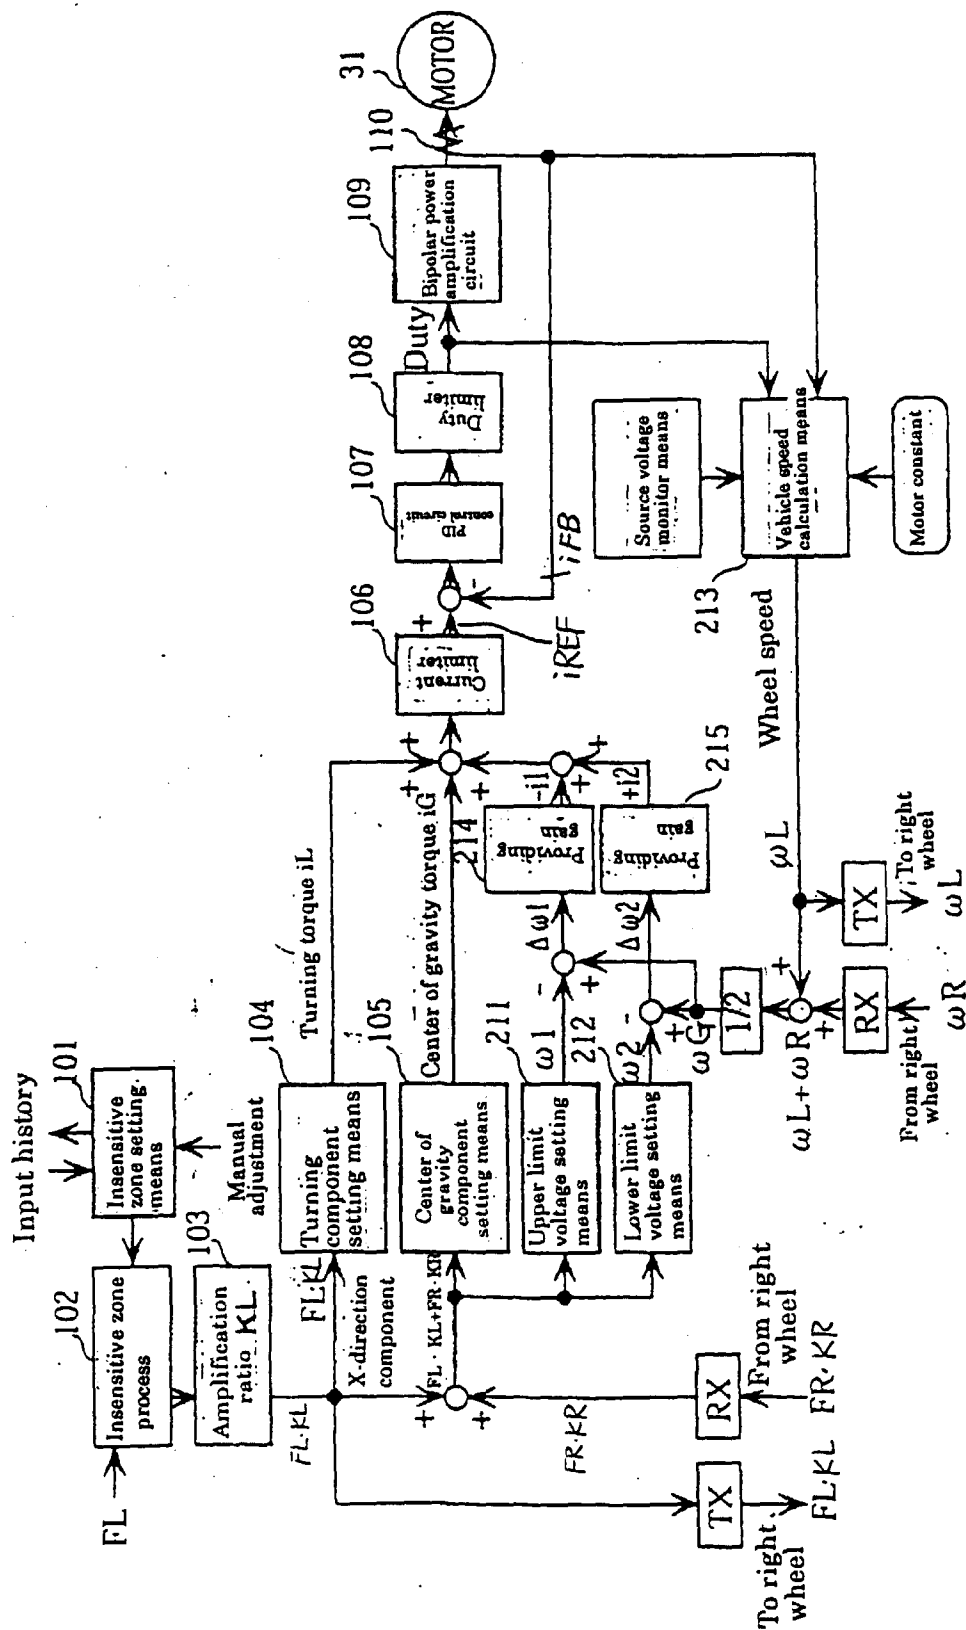 Input history
101
Insensitive
zone setting
means
Manual
adjustment
102
Insensitive zone
process
FL
103
Amplification
ratio KL
FL·KL
FL·KL
X-direction
component
104
Turning
component
setting means
Turning torque iL
105
Center of
gravity
component
setting means
Center of gravity torque iG
FL·KL+FR·KR
+
+
FR·KR
TX
To right
wheel
FL·KL
RX
From right
wheel
FR·KR
211
Upper limit
voltage setting
means
ω1
212
Lower limit
voltage setting
means
ω2
-
+
Δω1
-
+
Δω2
ωG
1/2
ωL+ωR
+
+
RX
From right
wheel
ωR
TX
To right
wheel
ωL
ωL
Wheel speed
214
Providing
gain
-i1
215
Providing
gain
+i2
+
+
+
+
+
106
Current
limiter
iREF
+
-
iFB
107
PID
control circuit
108
Duty
limiter
Duty
109
Bipolar power
amplification
circuit
110
31
MOTOR
Source voltage
monitor means
213
Vehicle speed
calculation means
Motor constant